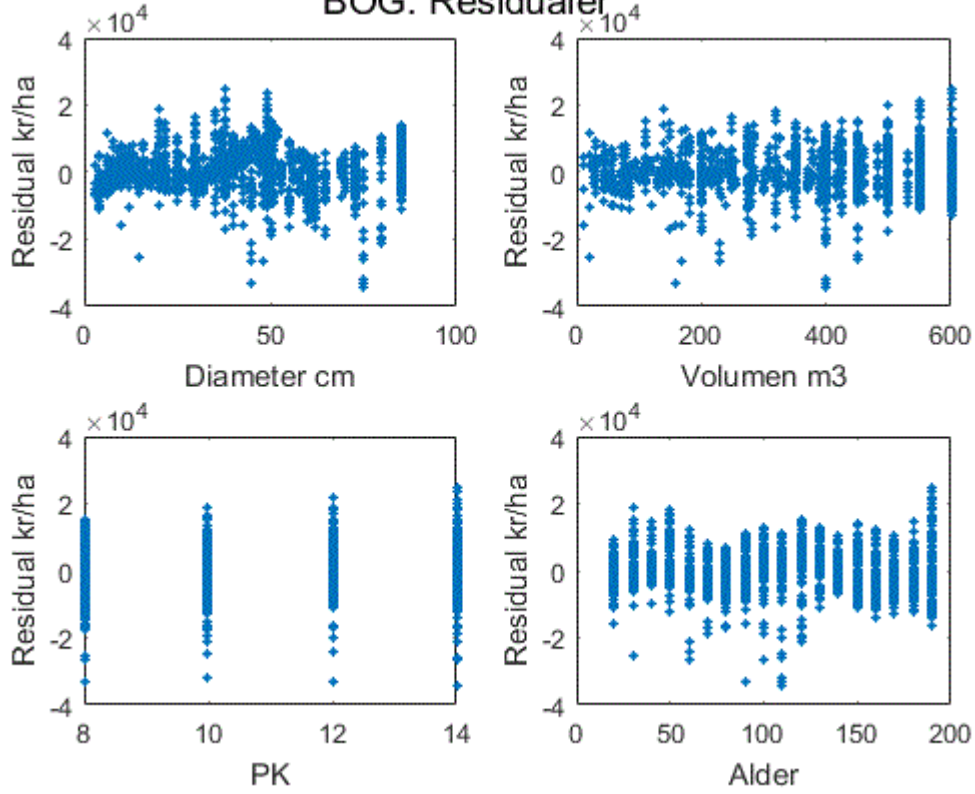 BOG: Residualer
×10⁴
4
2
0
-2
-4
Residual kr/ha
0 50 100
Diameter cm
×10⁴
4
2
0
-2
-4
Residual kr/ha
0 200 400 600
Volumen m3
×10⁴
4
2
0
-2
-4
Residual kr/ha
8 10 12 14
PK
×10⁴
4
2
0
-2
-4
Residual kr/ha
0 50 100 150 200
Alder